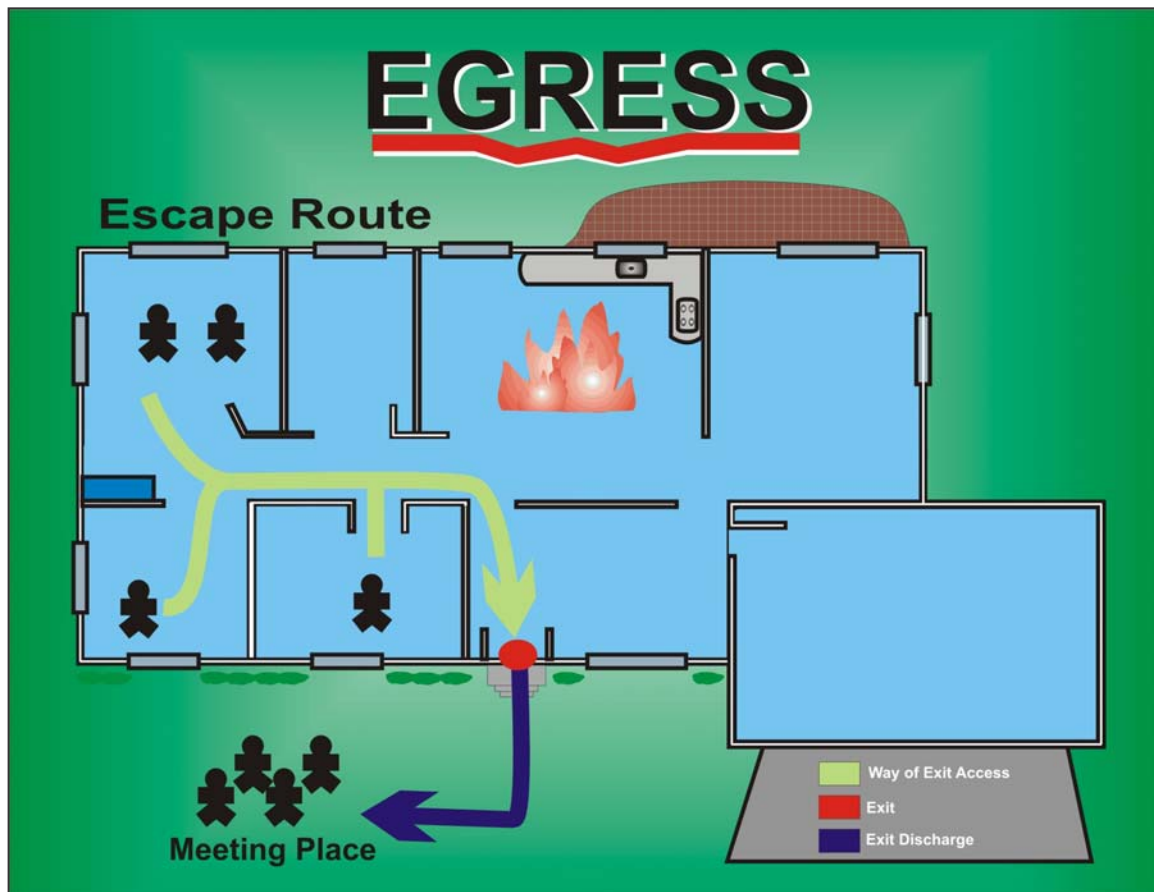 EGRESS
Escape Route
Meeting Place
Way of Exit Access
Exit
Exit Discharge